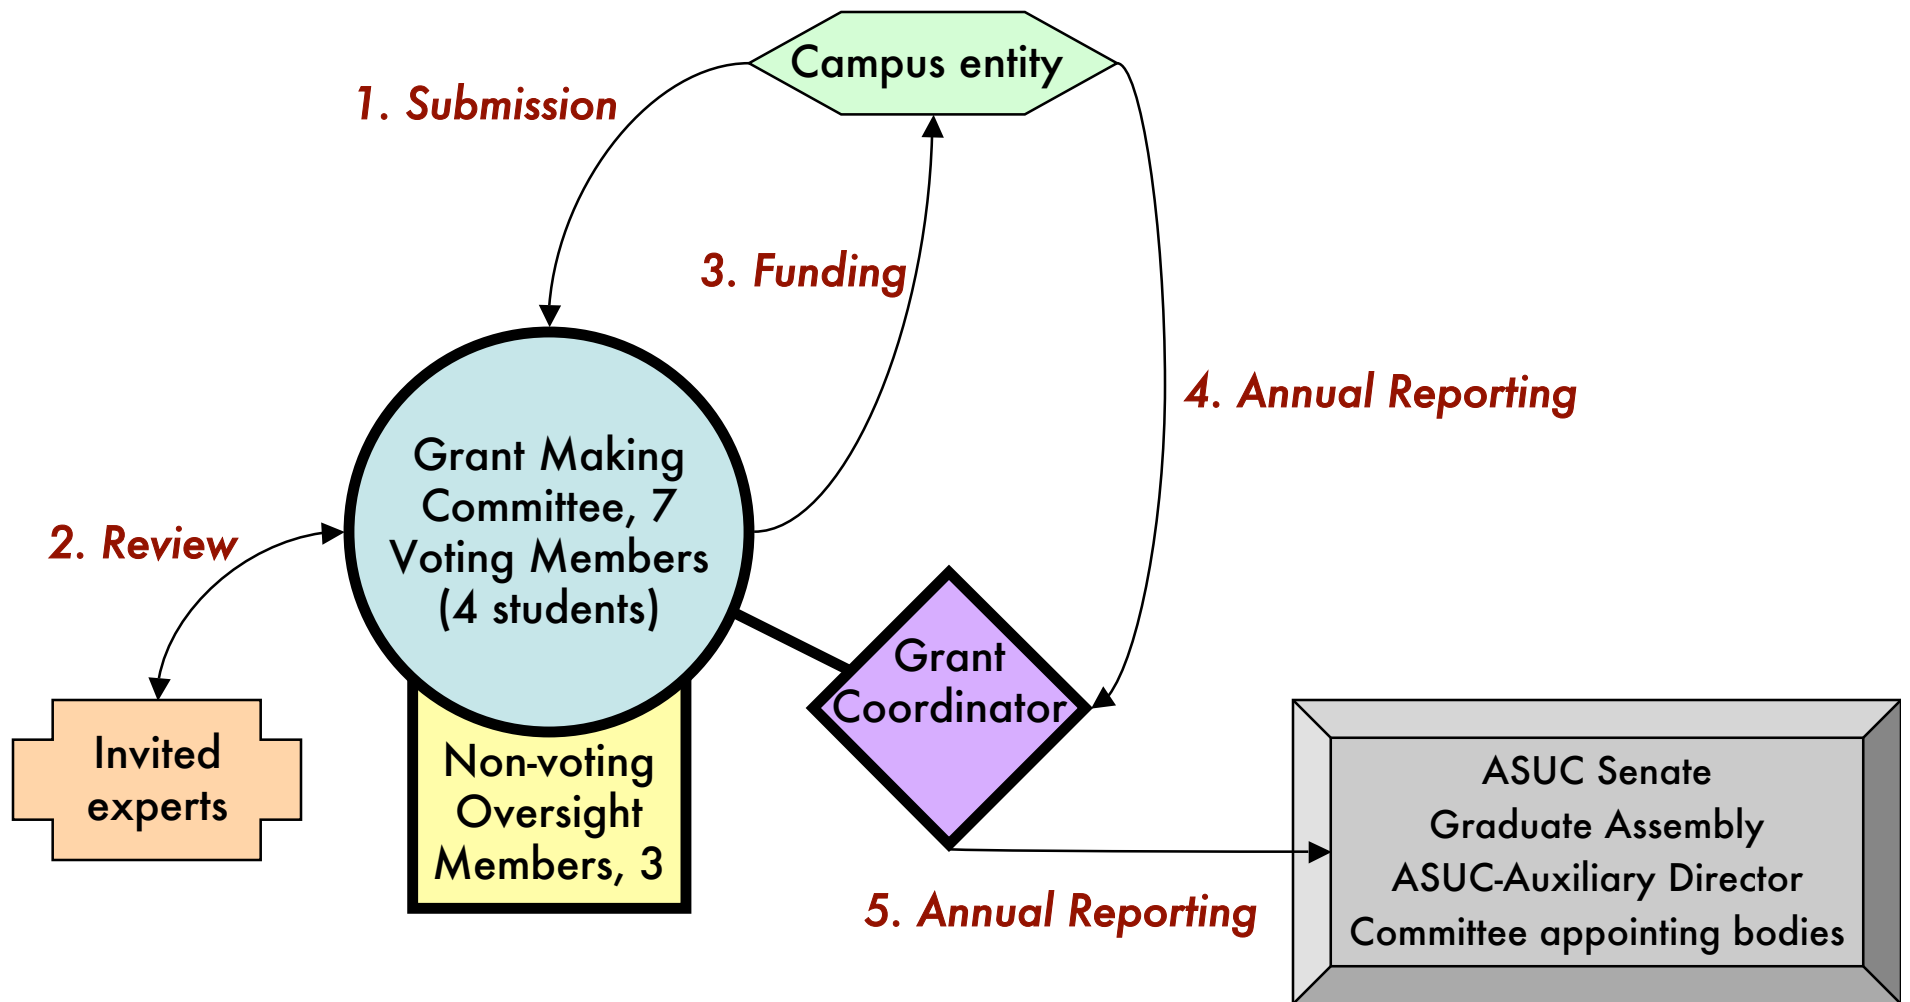 Campus entity
1. Submission
3. Funding
4. Annual Reporting
Grant Making
Committee, 7
Voting Members
(4 students)
2. Review
Grant
Coordinator
Invited
experts
Non-voting
Oversight
Members, 3
ASUC Senate
Graduate Assembly
ASUC-Auxiliary Director
Committee appointing bodies
5. Annual Reporting